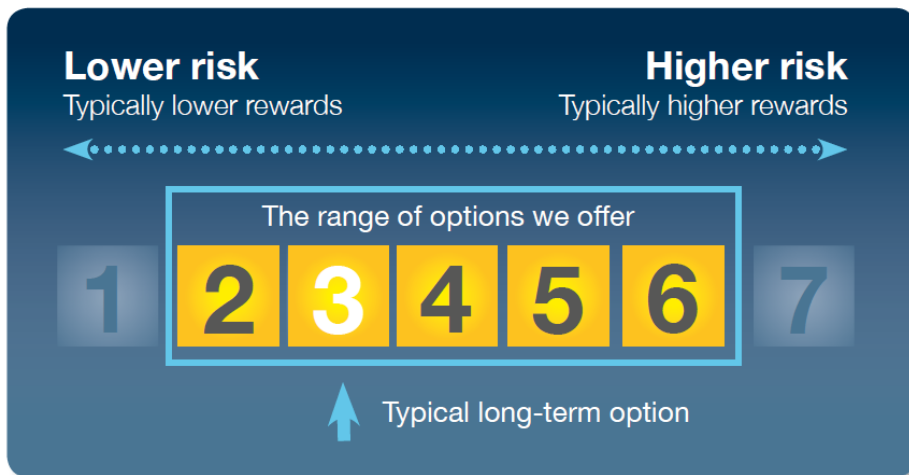 Lower risk
Higher risk
Typically lower rewards
Typically higher rewards
The range of options we offer
1 2 3 4 5 6 7
Typical long-term option